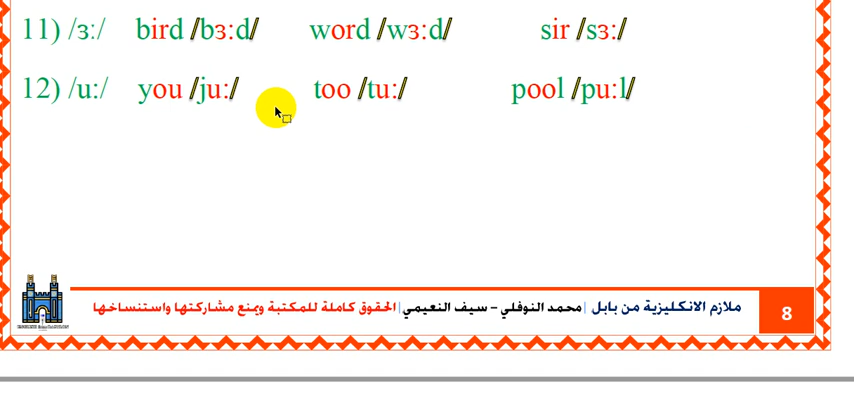 11) /ɜ:/ bird /bɜ:d/ word /wɜ:d/ sir /sɜ:/
12) /u:/ you /ju:/ too /tu:/ pool /pu:l/
ملازم الانكليزية من بابل | محمد النوفلي - سيف النعيمي | الحقوق كاملة للمكتبة ويمنع مشاركتها واستنساخها
8